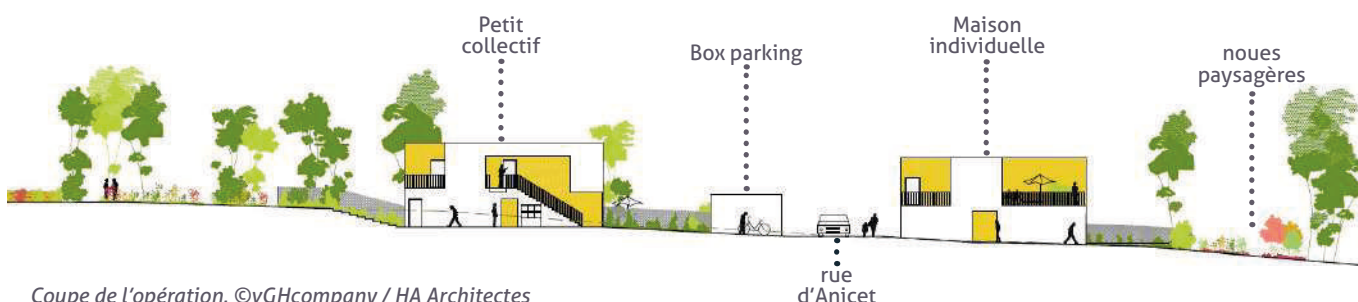 Petit
collectif
Box parking
Maison
individuelle
noues
paysagères
rue
d'Anicet
Coupe de l'opération. ©vGHcompany / HA Architectes